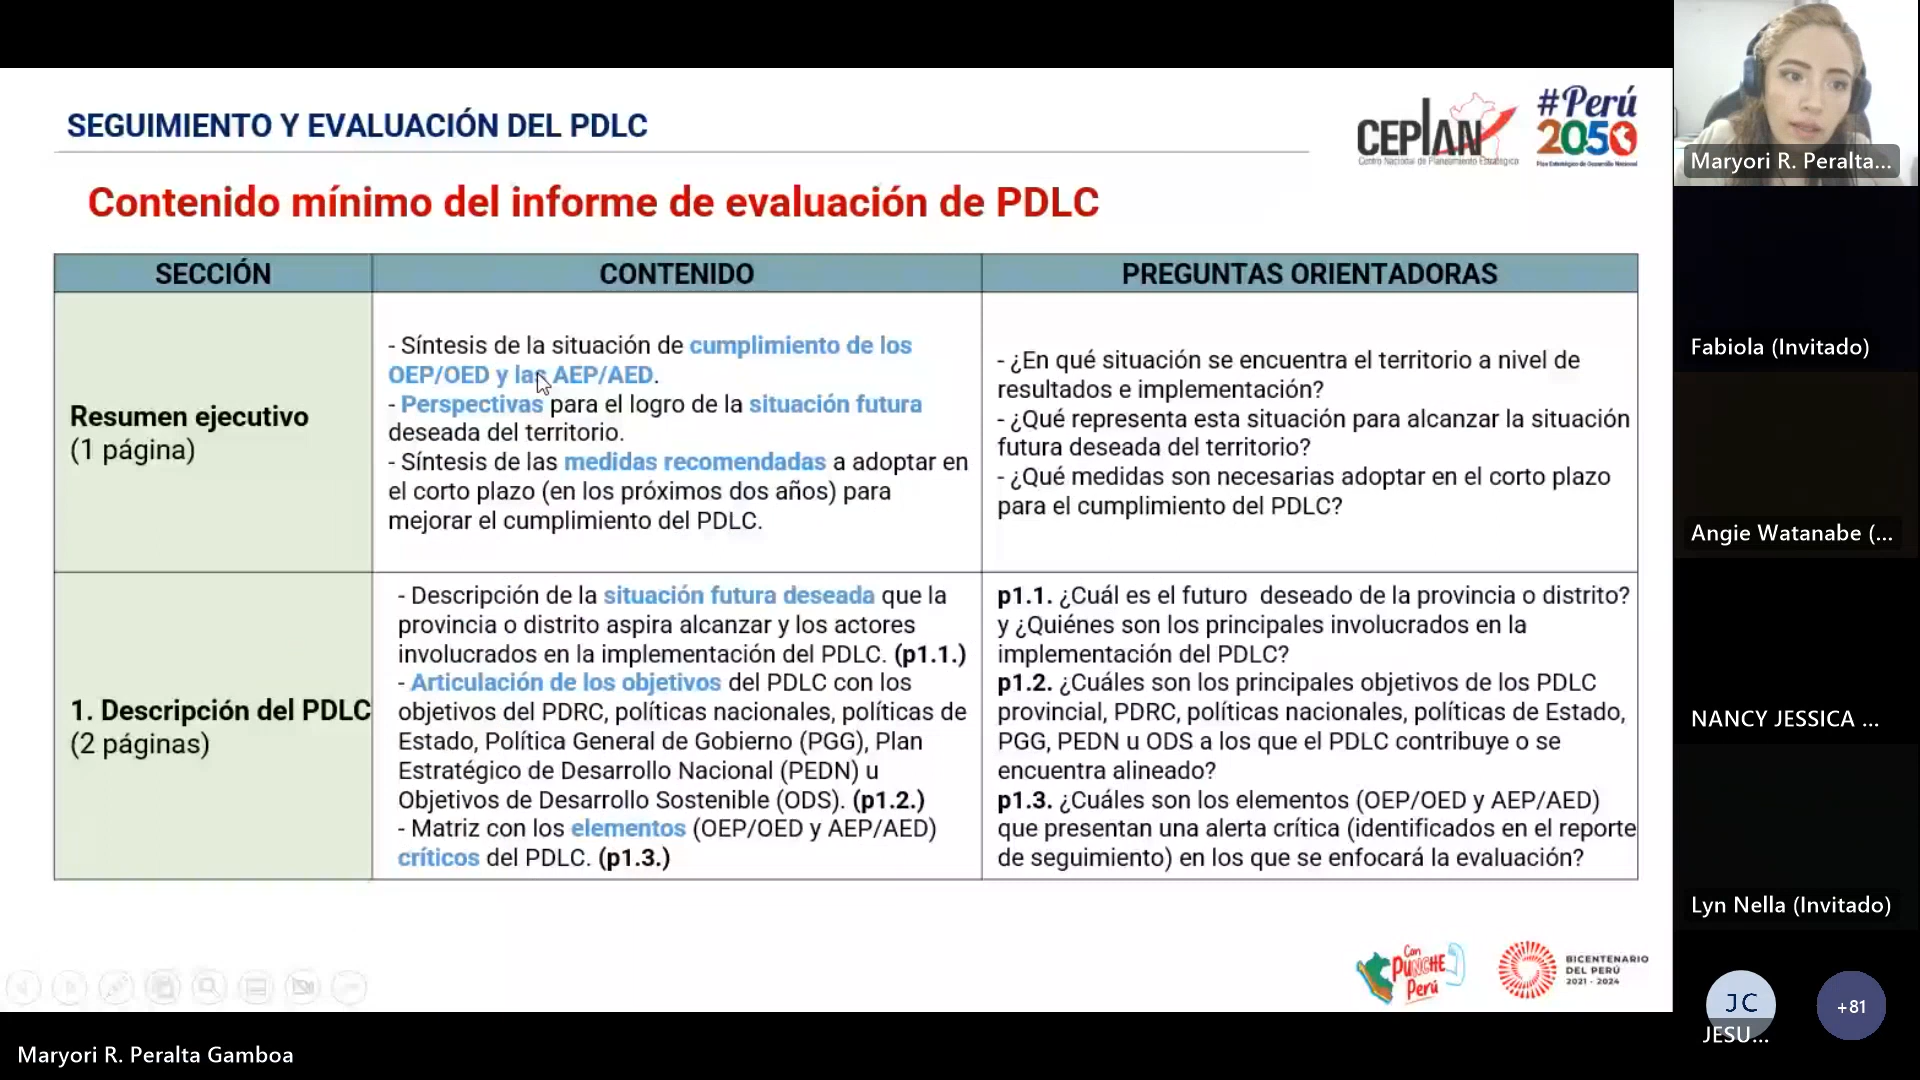 SEGUIMIENTO Y EVALUACIÓN DEL PDLC
CEPLAN
Centro Nacional de Planeamiento Estratégico
#Perú
2050
Plan Estratégico de Desarrollo Nacional
Contenido mínimo del informe de evaluación de PDLC
SECCIÓN
CONTENIDO
PREGUNTAS ORIENTADORAS
Resumen ejecutivo
(1 página)
- Síntesis de la situación de cumplimiento de los
OEP/OED y las AEP/AED.
- Perspectivas para el logro de la situación futura
deseada del territorio.
- Síntesis de las medidas recomendadas a adoptar en
el corto plazo (en los próximos dos años) para
mejorar el cumplimiento del PDLC.
- ¿En qué situación se encuentra el territorio a nivel de
resultados e implementación?
- ¿Qué representa esta situación para alcanzar la situación
futura deseada del territorio?
- ¿Qué medidas son necesarias adoptar en el corto plazo
para el cumplimiento del PDLC?
1. Descripción del PDLC
(2 páginas)
- Descripción de la situación futura deseada que la
provincia o distrito aspira alcanzar y los actores
involucrados en la implementación del PDLC. (p1.1.)
- Articulación de los objetivos del PDLC con los
objetivos del PDRC, políticas nacionales, políticas de
Estado, Política General de Gobierno (PGG), Plan
Estratégico de Desarrollo Nacional (PEDN) u
Objetivos de Desarrollo Sostenible (ODS). (p1.2.)
- Matriz con los elementos (OEP/OED y AEP/AED)
críticos del PDLC. (p1.3.)
p1.1. ¿Cuál es el futuro  deseado de la provincia o distrito?
y ¿Quiénes son los principales involucrados en la
implementación del PDLC?
p1.2. ¿Cuáles son los principales objetivos de los PDLC
provincial, PDRC, políticas nacionales, políticas de Estado,
PGG, PEDN u ODS a los que el PDLC contribuye o se
encuentra alineado?
p1.3. ¿Cuáles son los elementos (OEP/OED y AEP/AED)
que presentan una alerta crítica (identificados en el reporte
de seguimiento) en los que se enfocará la evaluación?
Con
PUNCHE
Perú
BICENTENARIO
DEL PERÚ
2021 - 2024
Maryori R. Peralta Gamboa
Maryori R. Peralta...
Fabiola (Invitado)
Angie Watanabe (...
NANCY JESSICA ...
Lyn Nella (Invitado)
JC
JESU...
+81